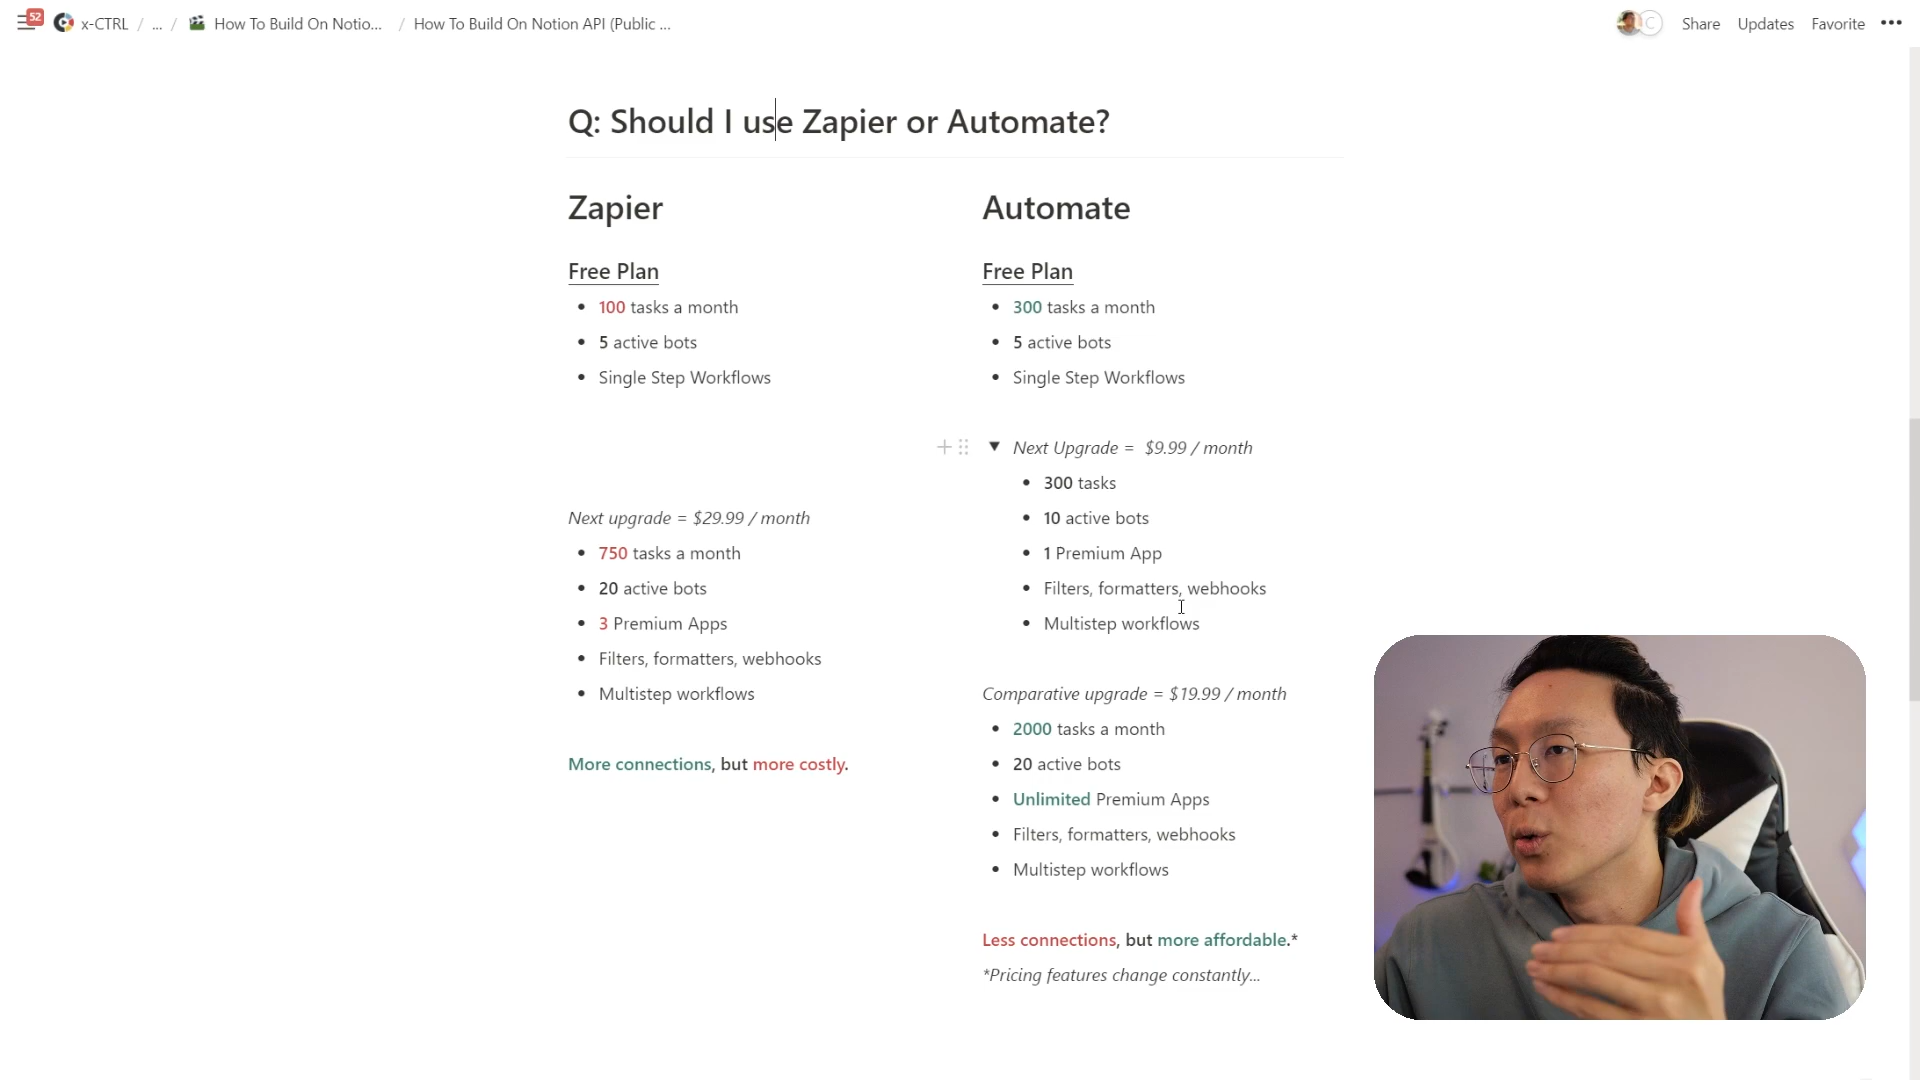 52
x-CTRL / ... / How To Build On Notio... / How To Build On Notion API (Public ...
C
Share Updates Favorite
Q: Should I use Zapier or Automate?
Zapier
Free Plan
100 tasks a month
5 active bots
Single Step Workflows
Next upgrade = $29.99 / month
750 tasks a month
20 active bots
3 Premium Apps
Filters, formatters, webhooks
Multistep workflows
More connections, but more costly.
Automate
Free Plan
300 tasks a month
5 active bots
Single Step Workflows
Next Upgrade = $9.99 / month
300 tasks
10 active bots
1 Premium App
Filters, formatters, webhooks
Multistep workflows
Comparative upgrade = $19.99 / month
2000 tasks a month
20 active bots
Unlimited Premium Apps
Filters, formatters, webhooks
Multistep workflows
Less connections, but more affordable.*
*Pricing features change constantly...